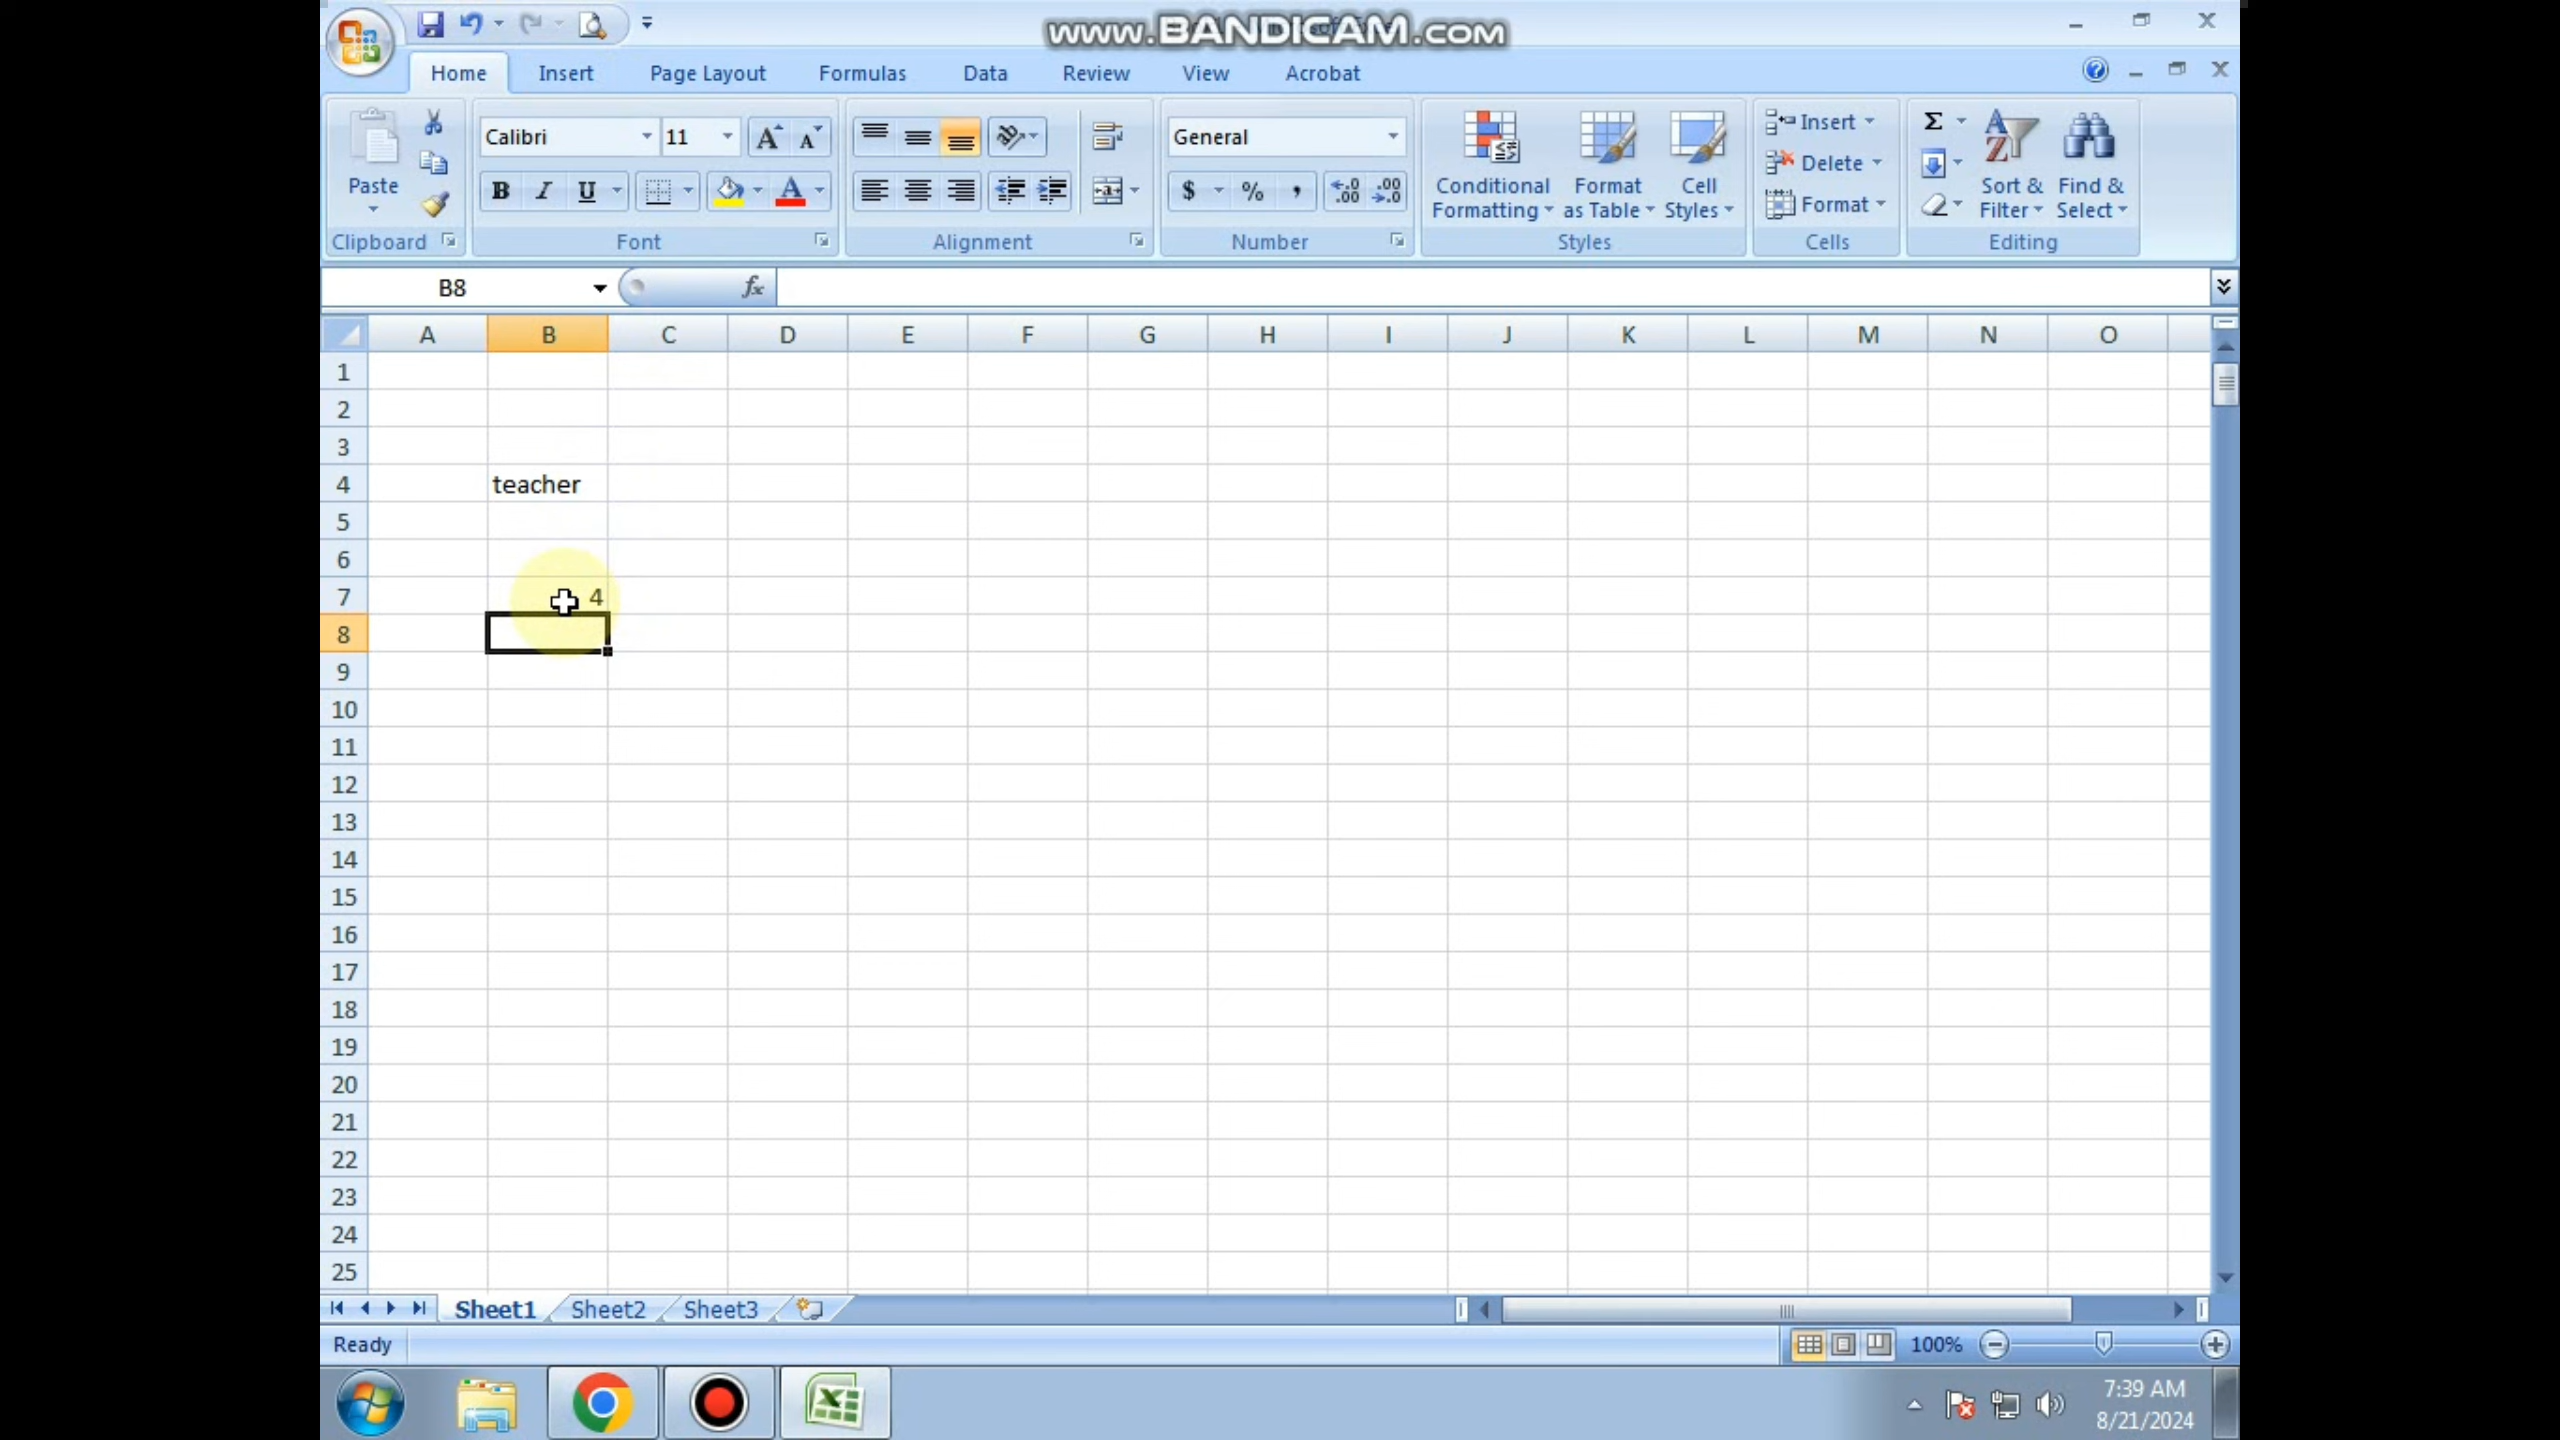 www.BANDICAM.com
Home Insert Page Layout Formulas Data Review View Acrobat
Paste
Clipboard
Calibri 11
B I U
Font
Alignment
General
$ % ,
Number
Conditional Formatting
Format as Table
Cell Styles
Styles
Insert
Delete
Format
Cells
Σ
Sort & Filter
Find & Select
Editing
B8 fx
A B C D E F G H I J K L M N O
1
2
3
4 teacher
5
6
7 4
8
9
10
11
12
13
14
15
16
17
18
19
20
21
22
23
24
25
Sheet1 Sheet2 Sheet3
Ready 100%
7:39 AM
8/21/2024